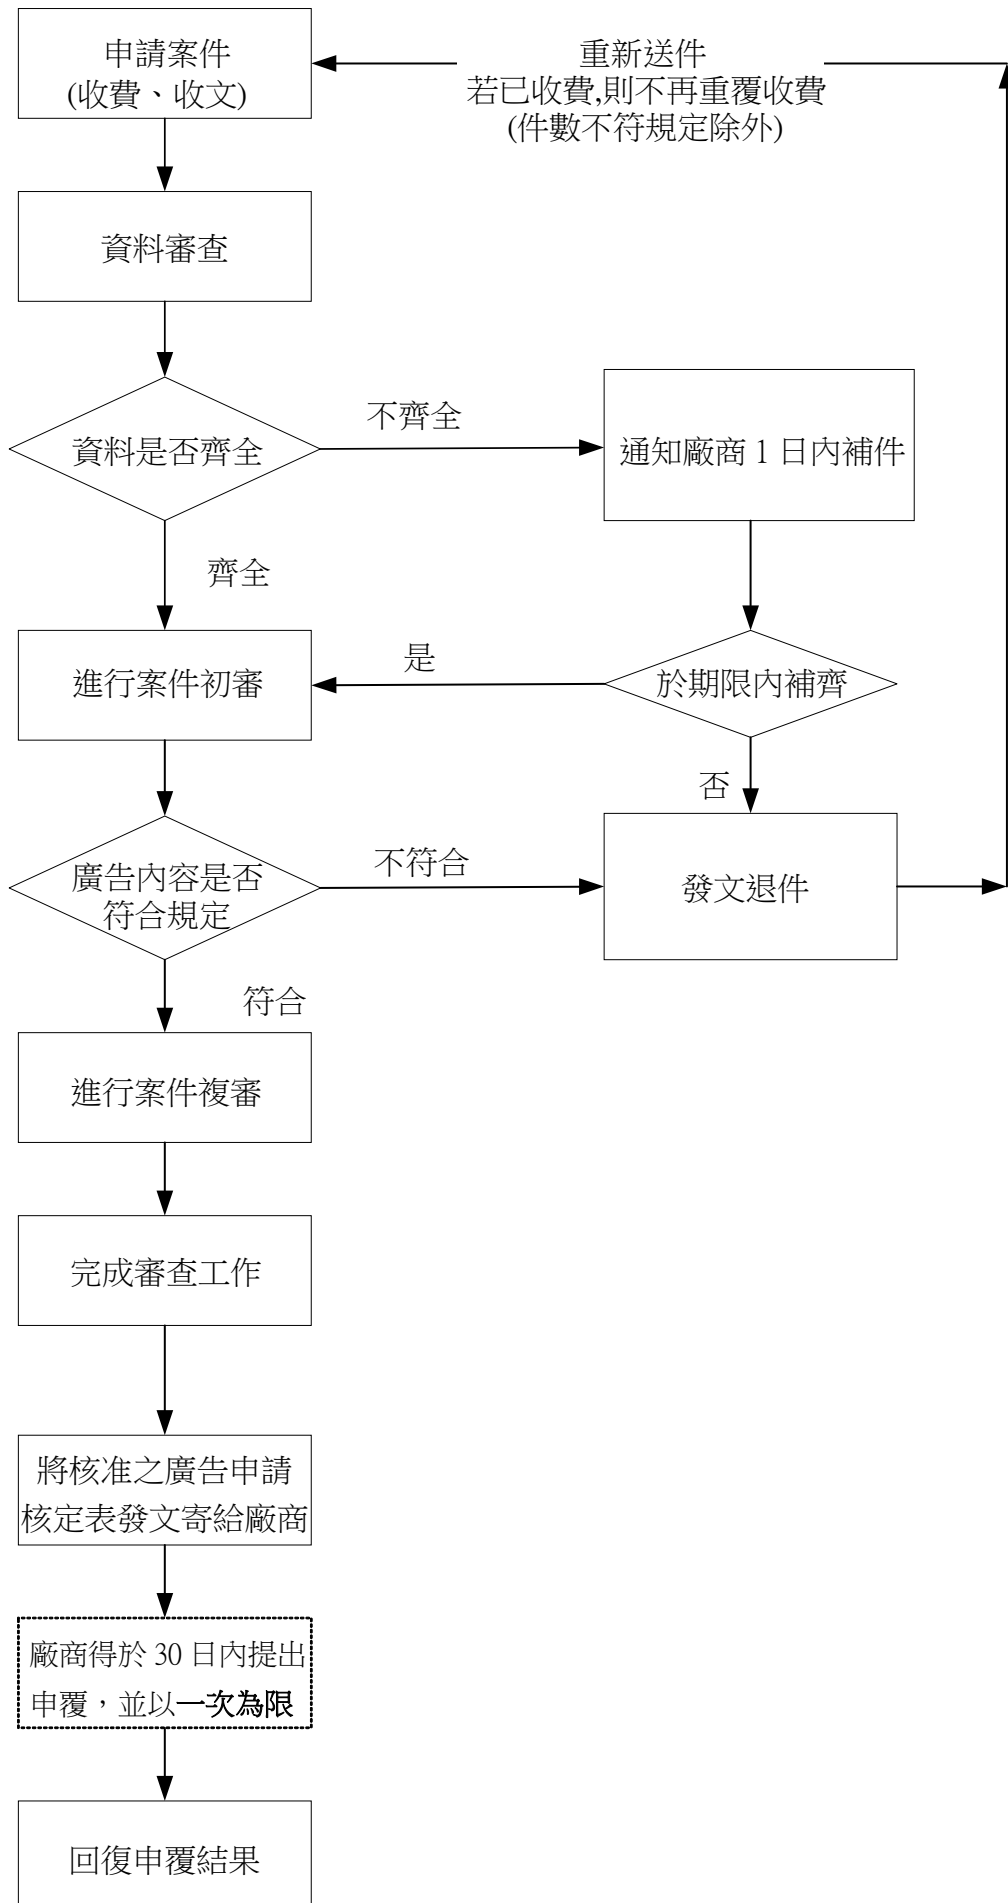 申請案件
(收費、收文)
重新送件
若已收費,則不再重覆收費
(件數不符規定除外)
資料審查
資料是否齊全
不齊全
通知廠商 1 日內補件
齊全
進行案件初審
是
於期限內補齊
否
廣告內容是否
符合規定
不符合
發文退件
符合
進行案件複審
完成審查工作
將核准之廣告申請
核定表發文寄給廠商
廠商得於 30 日內提出
申覆，並以一次為限
回復申覆結果